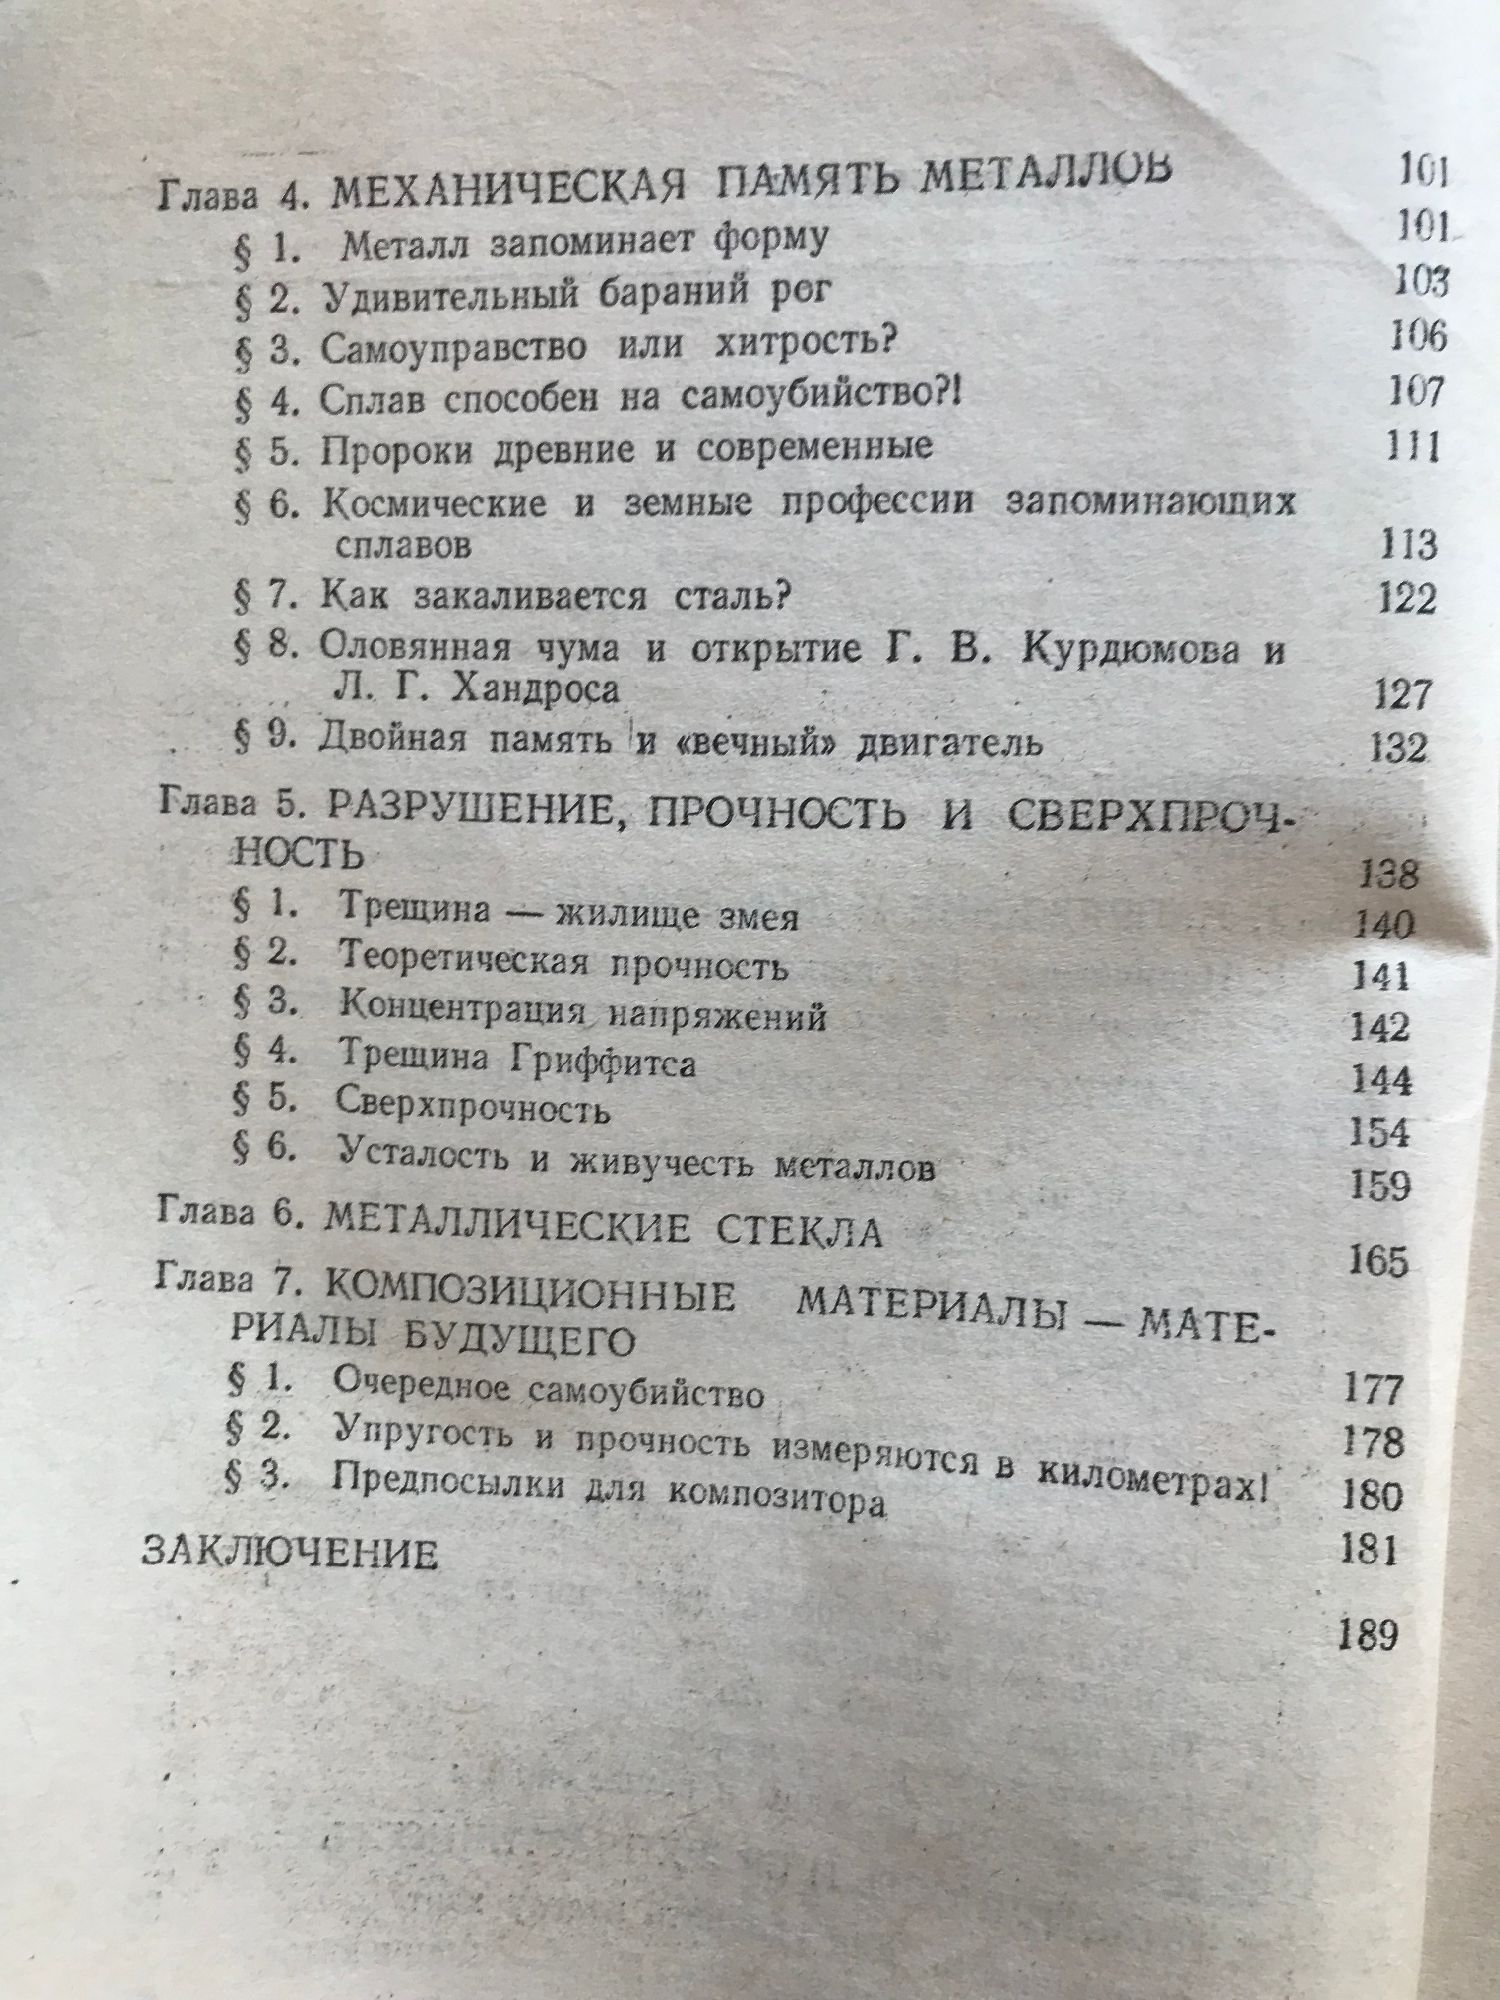 Глава 4. МЕХАНИЧЕСКАЯ ПАМЯТЬ МЕТАЛЛОВ 101
§ 1. Металл запоминает форму 101
§ 2. Удивительный бараний рог 103
§ 3. Самоуправство или хитрость? 106
§ 4. Сплав способен на самоубийство?! 107
§ 5. Пророки древние и современные 111
§ 6. Космические и земные профессии запоминающих
сплавов 113
§ 7. Как закаливается сталь? 122
§ 8. Оловянная чума и открытие Г. В. Курдюмова и
Л. Г. Хандроса 127
§ 9. Двойная память и «вечный» двигатель 132
Глава 5. РАЗРУШЕНИЕ, ПРОЧНОСТЬ И СВЕРХПРОЧ-
НОСТЬ 138
§ 1. Трещина — жилище змея 140
§ 2. Теоретическая прочность 141
§ 3. Концентрация напряжений 142
§ 4. Трещина Гриффитса 144
§ 5. Сверхпрочность 154
§ 6. Усталость и живучесть металлов 159
Глава 6. МЕТАЛЛИЧЕСКИЕ СТЕКЛА 165
Глава 7. КОМПОЗИЦИОННЫЕ МАТЕРИАЛЫ — МАТЕ-
РИАЛЫ БУДУЩЕГО 177
§ 1. Очередное самоубийство 178
§ 2. Упругость и прочность измеряются в километрах! 180
§ 3. Предпосылки для композитора 181
ЗАКЛЮЧЕНИЕ 189